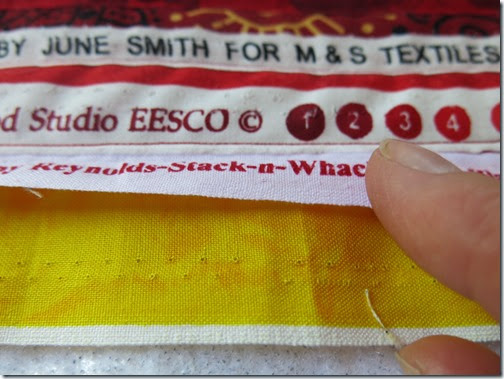 BY JUNE SMITH FOR M & S TEXTILES
Studio EESCO © 1 2 3 4
Reynolds-Stack-n-Whac